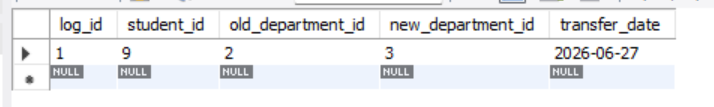 log_id student_id old_department_id new_department_id transfer_date
1 9 2 3 2026-06-27
NULL NULL NULL NULL NULL